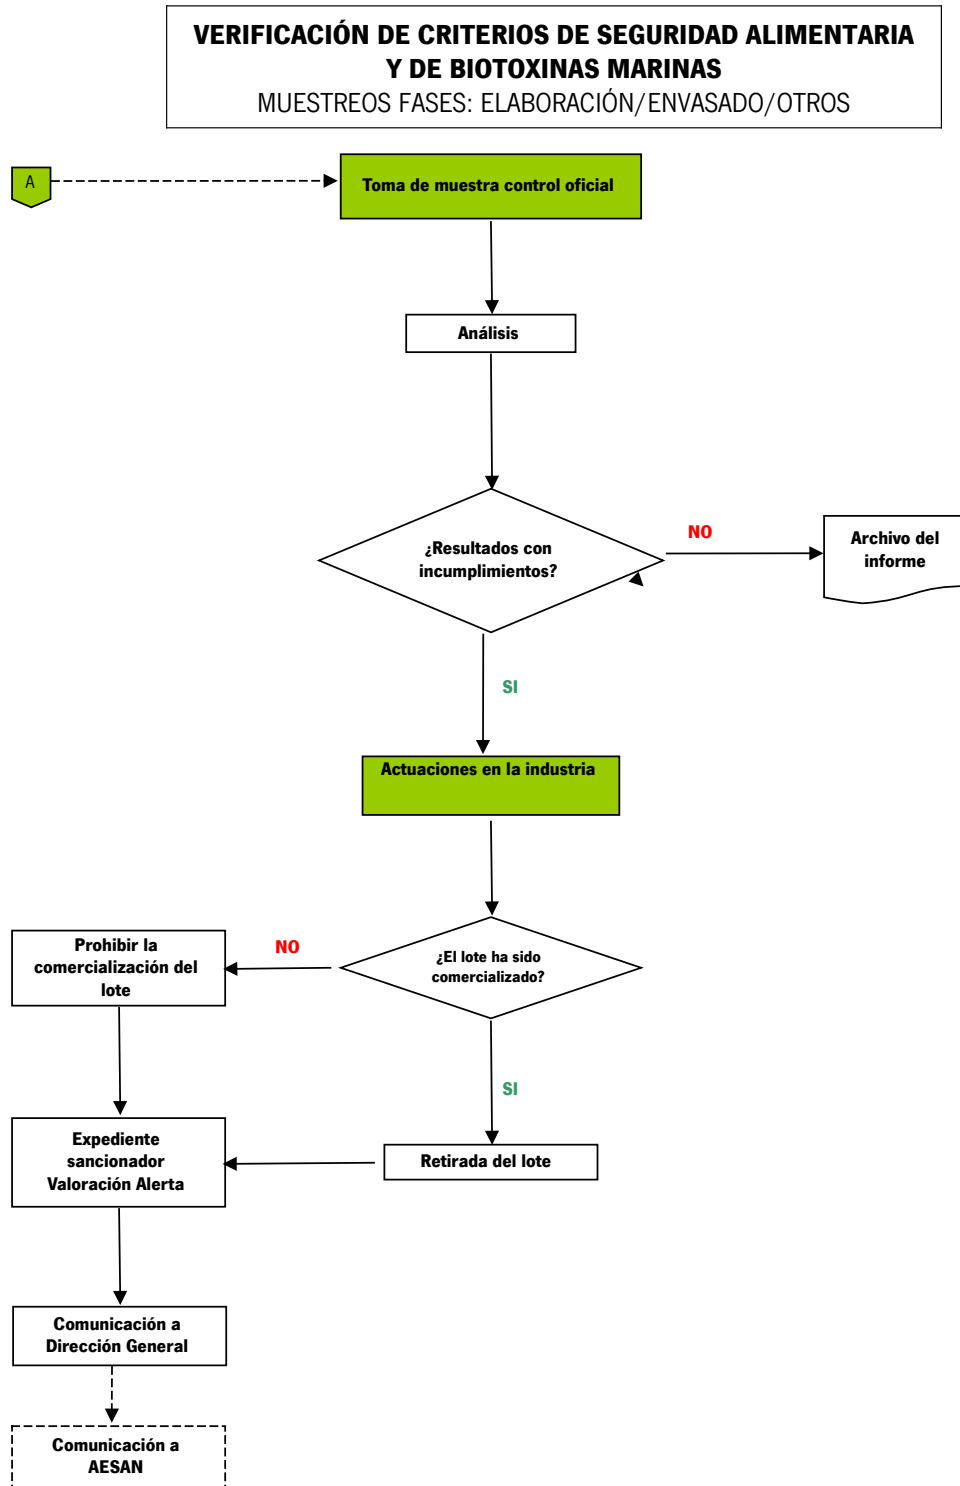 VERIFICACIÓN DE CRITERIOS DE SEGURIDAD ALIMENTARIA
Y DE BIOTOXINAS MARINAS
MUESTREOS FASES: ELABORACIÓN/ENVASADO/OTROS
A
Toma de muestra control oficial
Análisis
¿Resultados con
incumplimientos?
NO
Archivo del
informe
SI
Actuaciones en la industria
¿El lote ha sido
comercializado?
NO
Prohibir la
comercialización del
lote
SI
Retirada del lote
Expediente
sancionador
Valoración Alerta
Comunicación a
Dirección General
Comunicación a
AESAN